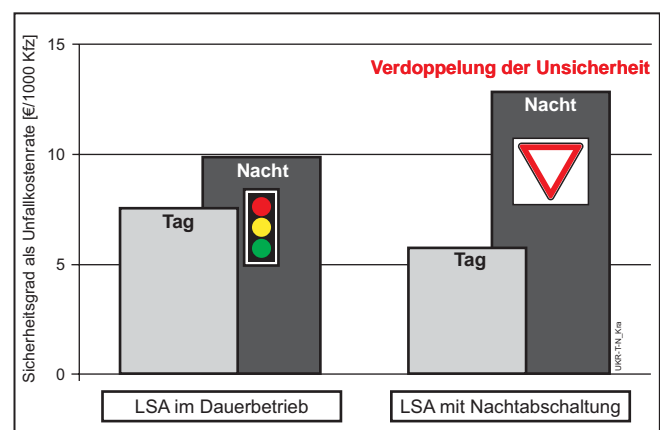 Sicherheitsgrad als Unfallkostenrate [€/1000 Kfz]
15
10
5
0
Verdoppelung der Unsicherheit
Nacht
Tag
Nacht
Tag
UKR-T-N_Kra
LSA im Dauerbetrieb
LSA mit Nachtabschaltung